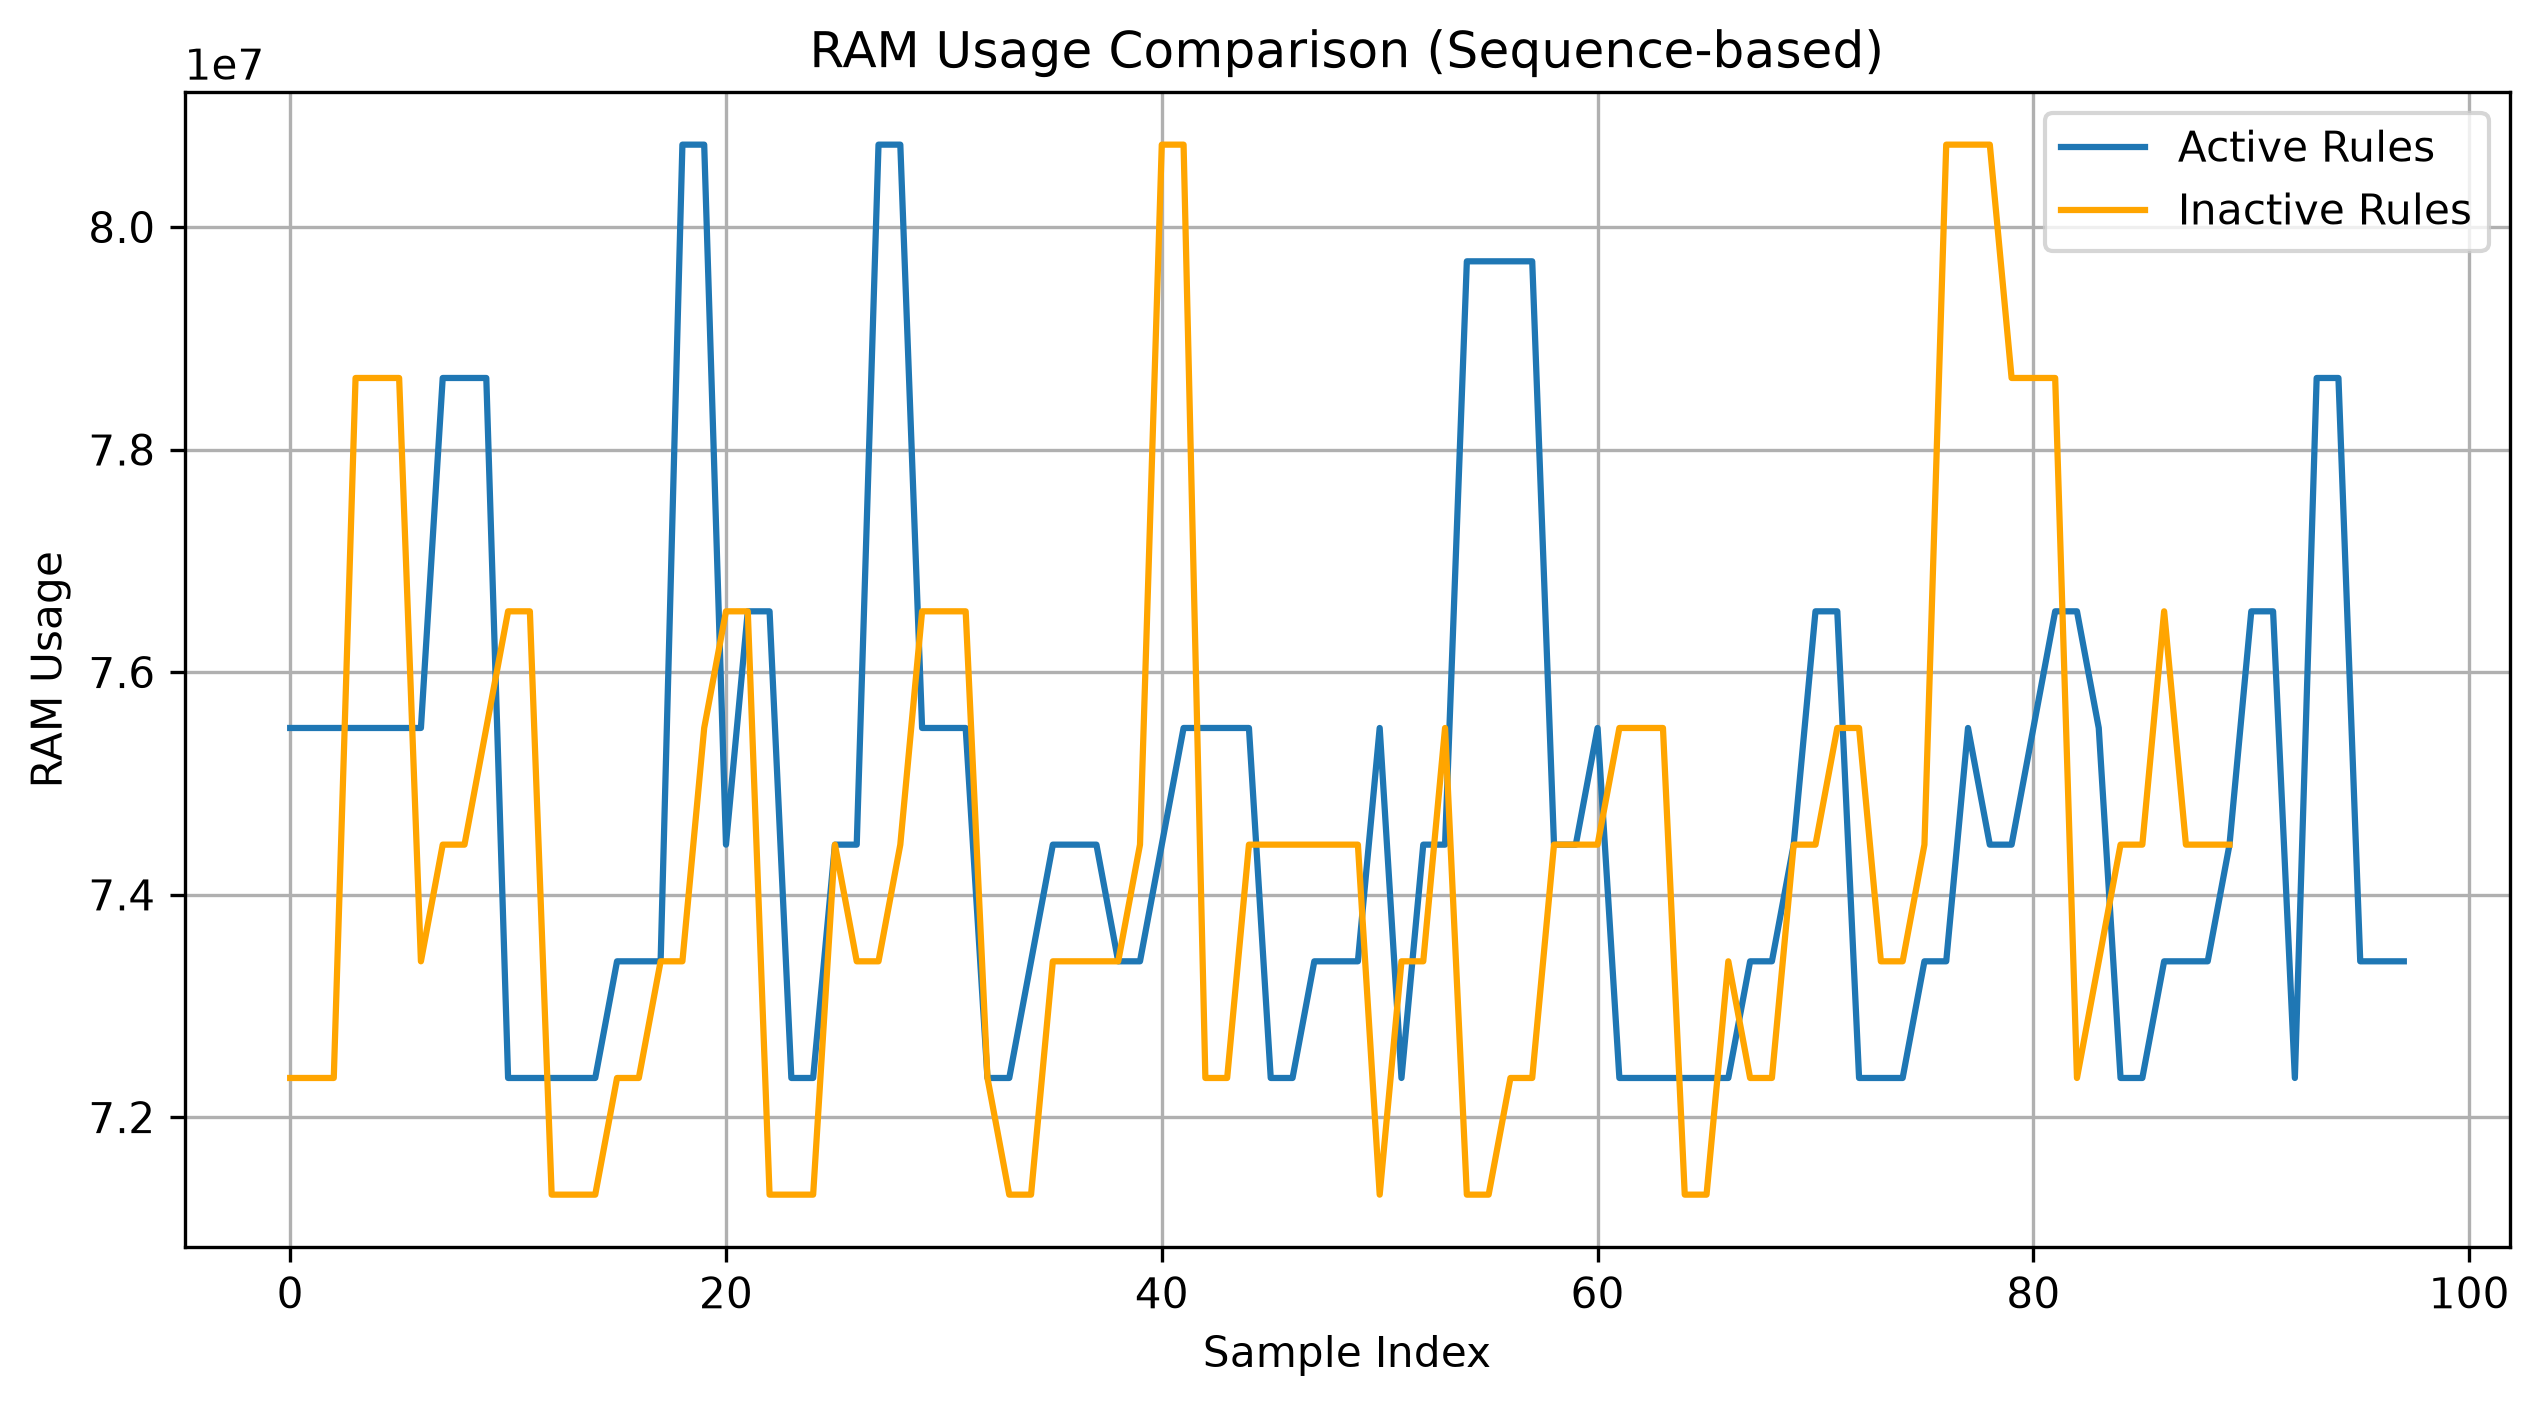 RAM Usage Comparison (Sequence-based)
1e7
Active Rules
Inactive Rules
8.0
7.8
7.6
7.4
7.2
RAM Usage
0 20 40 60 80 100
Sample Index